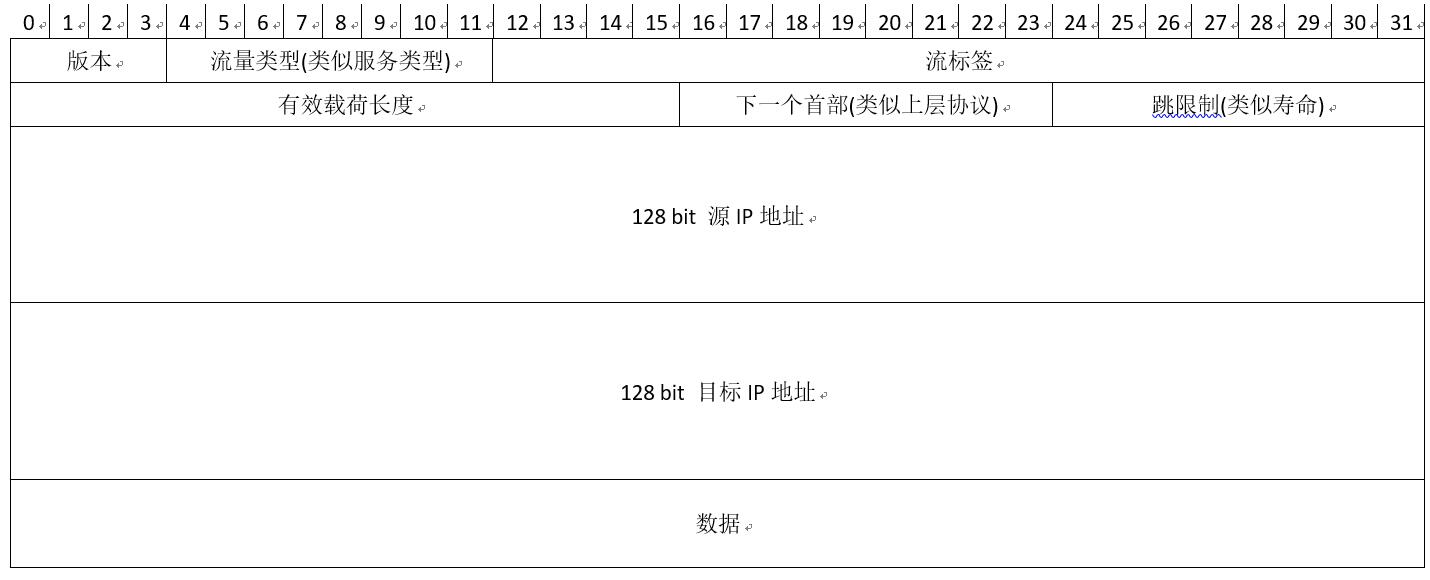 0 1 2 3 4 5 6 7 8 9 10 11 12 13 14 15 16 17 18 19 20 21 22 23 24 25 26 27 28 29 30 31
版本 流量类型(类似服务类型) 流标签
有效载荷长度 下一个首部(类似上层协议) 跳限制(类似寿命)
128 bit 源 IP 地址
128 bit 目标 IP 地址
数据